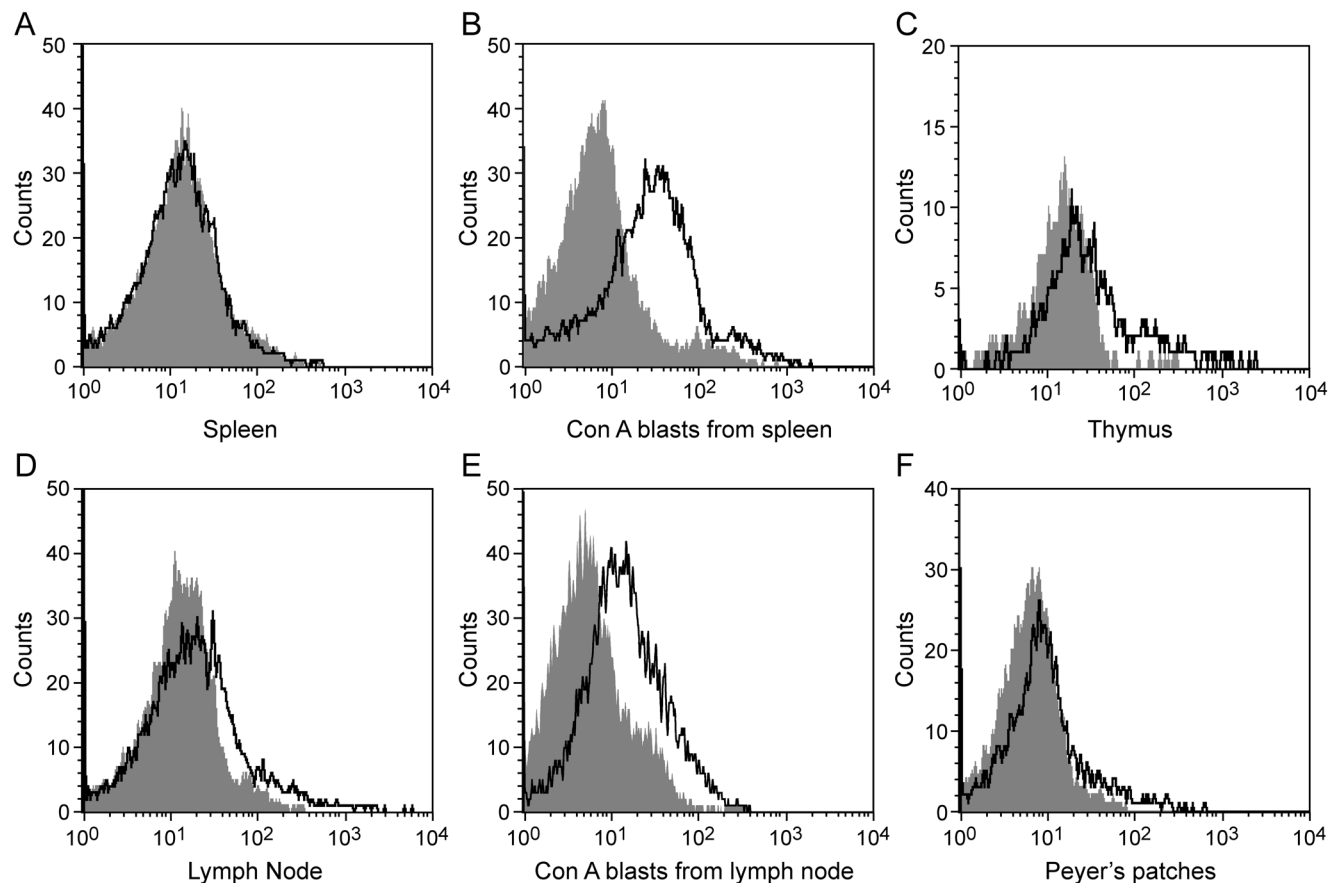 A
50
40
30
20
10
0
Counts
10^0 10^1 10^2 10^3 10^4
Spleen
B
50
40
30
20
10
0
Counts
10^0 10^1 10^2 10^3 10^4
Con A blasts from spleen
C
20
15
10
5
0
Counts
10^0 10^1 10^2 10^3 10^4
Thymus
D
50
40
30
20
10
0
Counts
10^0 10^1 10^2 10^3 10^4
Lymph Node
E
50
40
30
20
10
0
Counts
10^0 10^1 10^2 10^3 10^4
Con A blasts from lymph node
F
40
30
20
10
0
Counts
10^0 10^1 10^2 10^3 10^4
Peyer’s patches